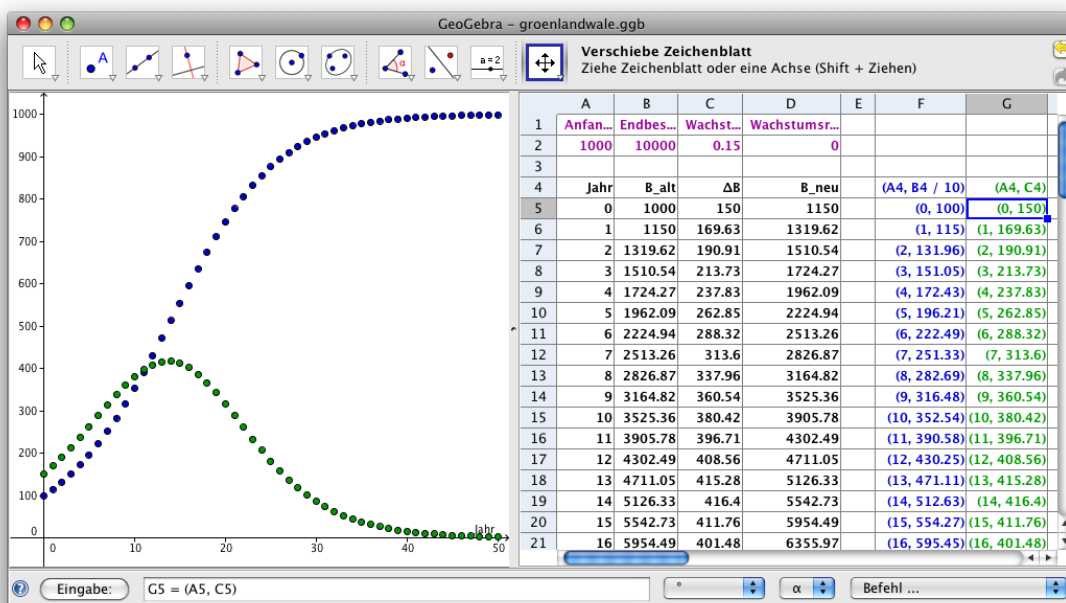 GeoGebra – groenlandwale.ggb
A
α
a = 2
Verschiebe Zeichenblatt
Ziehe Zeichenblatt oder eine Achse (Shift + Ziehen)
1000
900
800
700
600
500
400
300
200
100
0
0 10 20 30 40 50
Jahr
A B C D E F G
1 Anfan... Endbes... Wachst... Wachstumsr...
2 1000 10000 0.15 0
3
4 Jahr B_alt ΔB B_neu (A4, B4 / 10) (A4, C4)
5 0 1000 150 1150 (0, 100) (0, 150)
6 1 1150 169.63 1319.62 (1, 115) (1, 169.63)
7 2 1319.62 190.91 1510.54 (2, 131.96) (2, 190.91)
8 3 1510.54 213.73 1724.27 (3, 151.05) (3, 213.73)
9 4 1724.27 237.83 1962.09 (4, 172.43) (4, 237.83)
10 5 1962.09 262.85 2224.94 (5, 196.21) (5, 262.85)
11 6 2224.94 288.32 2513.26 (6, 222.49) (6, 288.32)
12 7 2513.26 313.6 2826.87 (7, 251.33) (7, 313.6)
13 8 2826.87 337.96 3164.82 (8, 282.69) (8, 337.96)
14 9 3164.82 360.54 3525.36 (9, 316.48) (9, 360.54)
15 10 3525.36 380.42 3905.78 (10, 352.54) (10, 380.42)
16 11 3905.78 396.71 4302.49 (11, 390.58) (11, 396.71)
17 12 4302.49 408.56 4711.05 (12, 430.25) (12, 408.56)
18 13 4711.05 415.28 5126.33 (13, 471.11) (13, 415.28)
19 14 5126.33 416.4 5542.73 (14, 512.63) (14, 416.4)
20 15 5542.73 411.76 5954.49 (15, 554.27) (15, 411.76)
21 16 5954.49 401.48 6355.97 (16, 595.45) (16, 401.48)
? Eingabe: G5 = (A5, C5) ° α Befehl ...